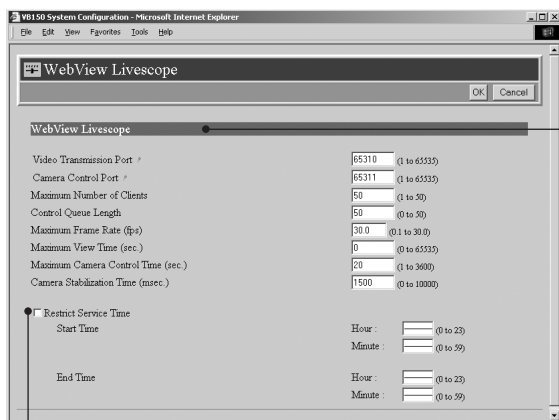 VB150 System Configuration - Microsoft Internet Explorer
File Edit View Favorites Tools Help
WebView Livescope
OK Cancel
WebView Livescope
Video Transmission Port 65310 (1 to 65535)
Camera Control Port 65311 (1 to 65535)
Maximum Number of Clients 50 (1 to 50)
Control Queue Length 50 (0 to 50)
Maximum Frame Rate (fps) 30.0 (0.1 to 30.0)
Maximum View Time (sec.) 0 (0 to 65535)
Maximum Camera Control Time (sec.) 20 (1 to 3600)
Camera Stabilization Time (msec.) 1500 (0 to 10000)
Restrict Service Time
Start Time Hour : (0 to 23)
Minute : (0 to 59)
End Time Hour : (0 to 23)
Minute : (0 to 59)